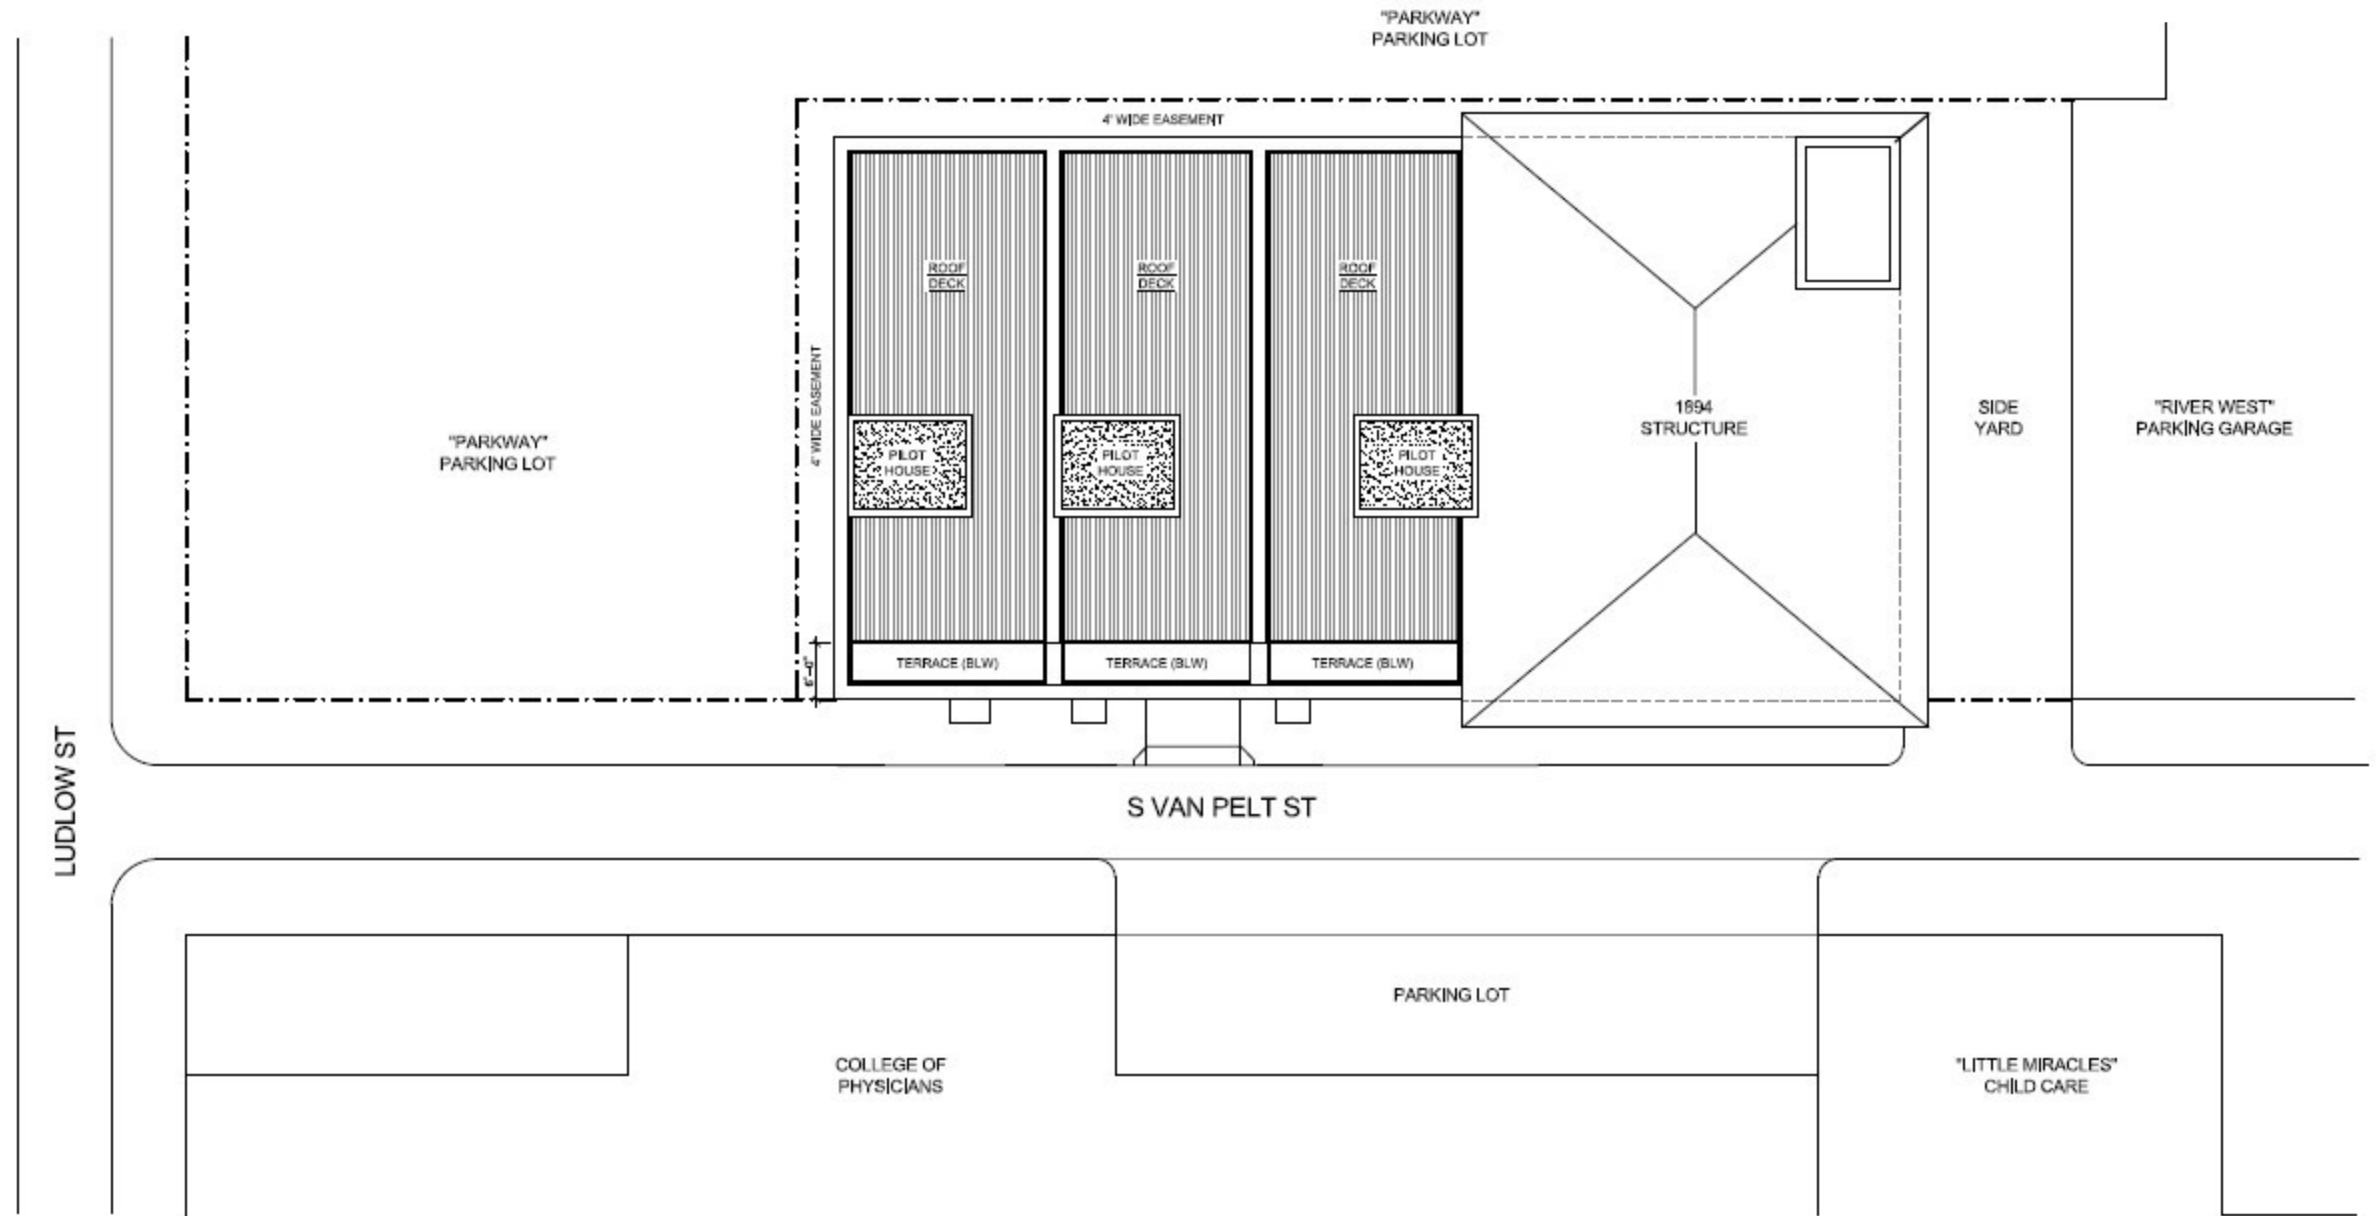 "PARKWAY"
PARKING LOT
4' WIDE EASEMENT
ROOF
DECK
ROOF
DECK
ROOF
DECK
4' WIDE EASEMENT
"PARKWAY"
PARKING LOT
PILOT
HOUSE
PILOT
HOUSE
PILOT
HOUSE
1894
STRUCTURE
SIDE
YARD
"RIVER WEST"
PARKING GARAGE
TERRACE (BLW)
TERRACE (BLW)
TERRACE (BLW)
LUDLOW ST
S VAN PELT ST
PARKING LOT
COLLEGE OF
PHYSICIANS
"LITTLE MIRACLES"
CHILD CARE